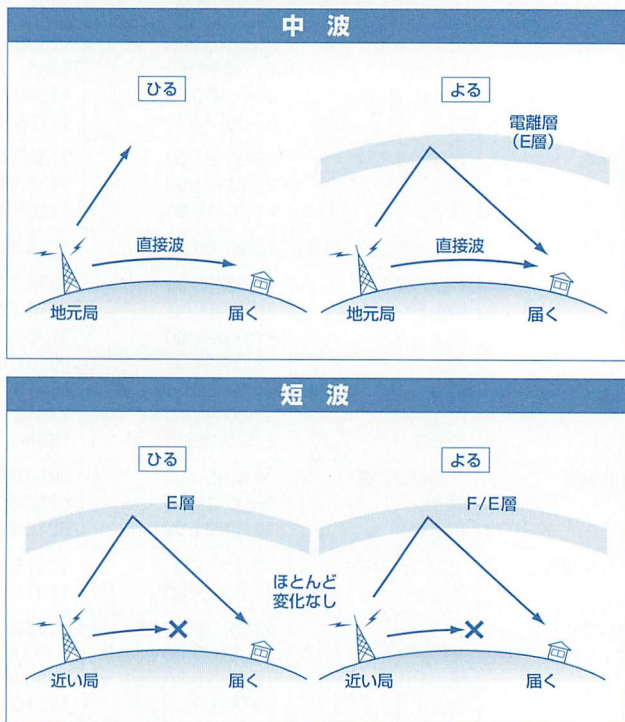 中波
ひる
よる
電離層
(E層)
直接波
直接波
地元局
届く
地元局
届く
短波
ひる
よる
E層
F/E層
ほとんど
変化なし
近い局
届く
近い局
届く